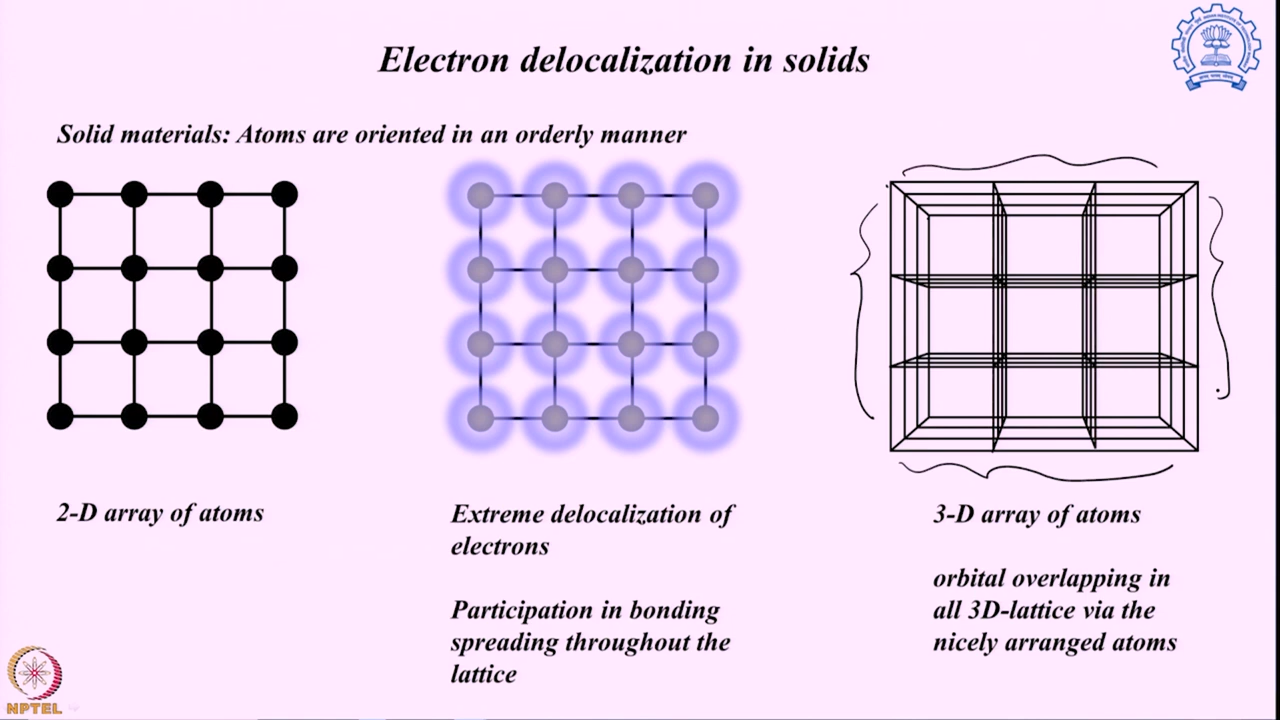 Electron delocalization in solids
Solid materials: Atoms are oriented in an orderly manner
2-D array of atoms
Extreme delocalization of
electrons
Participation in bonding
spreading throughout the
lattice
3-D array of atoms
orbital overlapping in
all 3D-lattice via the
nicely arranged atoms
NPTEL